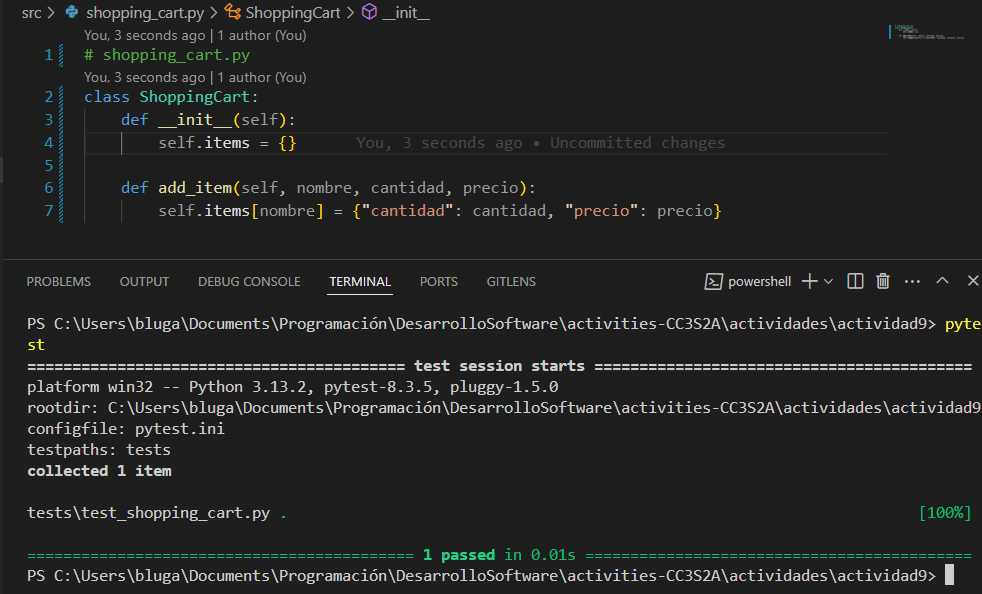 src > shopping_cart.py > ShoppingCart > __init__
You, 3 seconds ago | 1 author (You)
1 # shopping_cart.py
You, 3 seconds ago | 1 author (You)
2 class ShoppingCart:
3 def __init__(self):
4 self.items = {} You, 3 seconds ago • Uncommitted changes
5
6 def add_item(self, nombre, cantidad, precio):
7 self.items[nombre] = {"cantidad": cantidad, "precio": precio}
PROBLEMS OUTPUT DEBUG CONSOLE TERMINAL PORTS GITLENS powershell
PS C:\Users\bluga\Documents\Programación\DesarrolloSoftware\activities-CC3S2A\actividades\actividad9> pyte
st
========================================== test session starts ==========================================
platform win32 -- Python 3.13.2, pytest-8.3.5, pluggy-1.5.0
rootdir: C:\Users\bluga\Documents\Programación\DesarrolloSoftware\activities-CC3S2A\actividades\actividad9
configfile: pytest.ini
testpaths: tests
collected 1 item
tests\test_shopping_cart.py . [100%]
=========================================== 1 passed in 0.01s ===========================================
PS C:\Users\bluga\Documents\Programación\DesarrolloSoftware\activities-CC3S2A\actividades\actividad9>